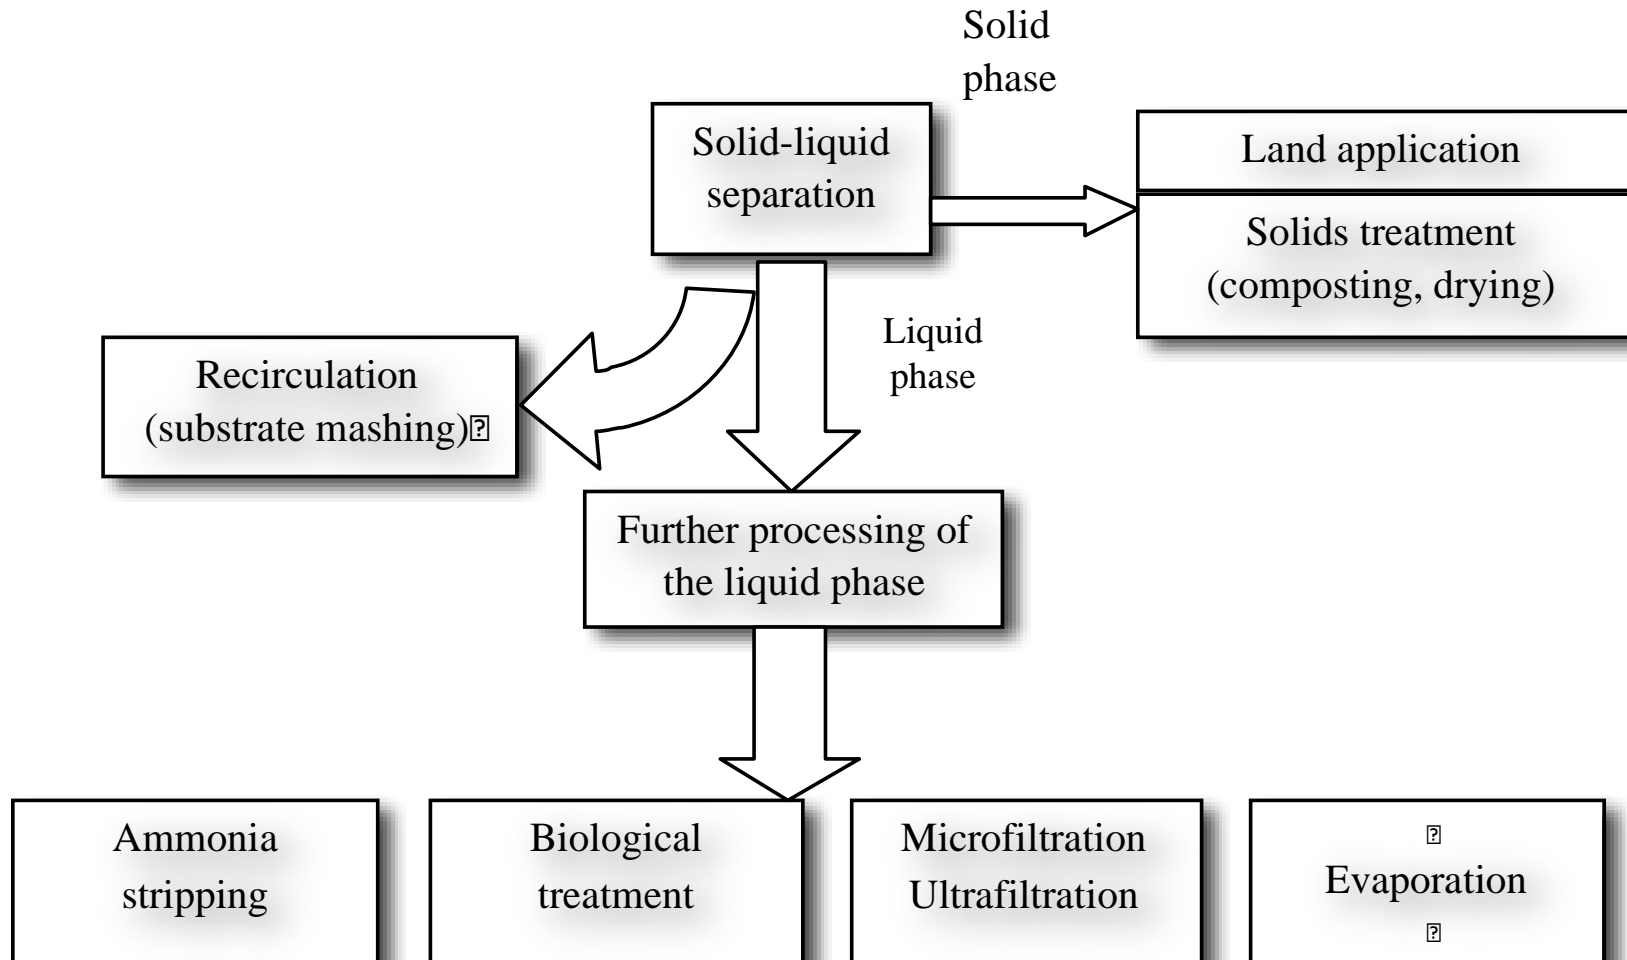 Solid
phase
Solid-liquid
separation
Land application
Solids treatment
(composting, drying)
Liquid
phase
Recirculation
(substrate mashing)
Further processing of
the liquid phase
Ammonia
stripping
Biological
treatment
Microfiltration
Ultrafiltration
Evaporation